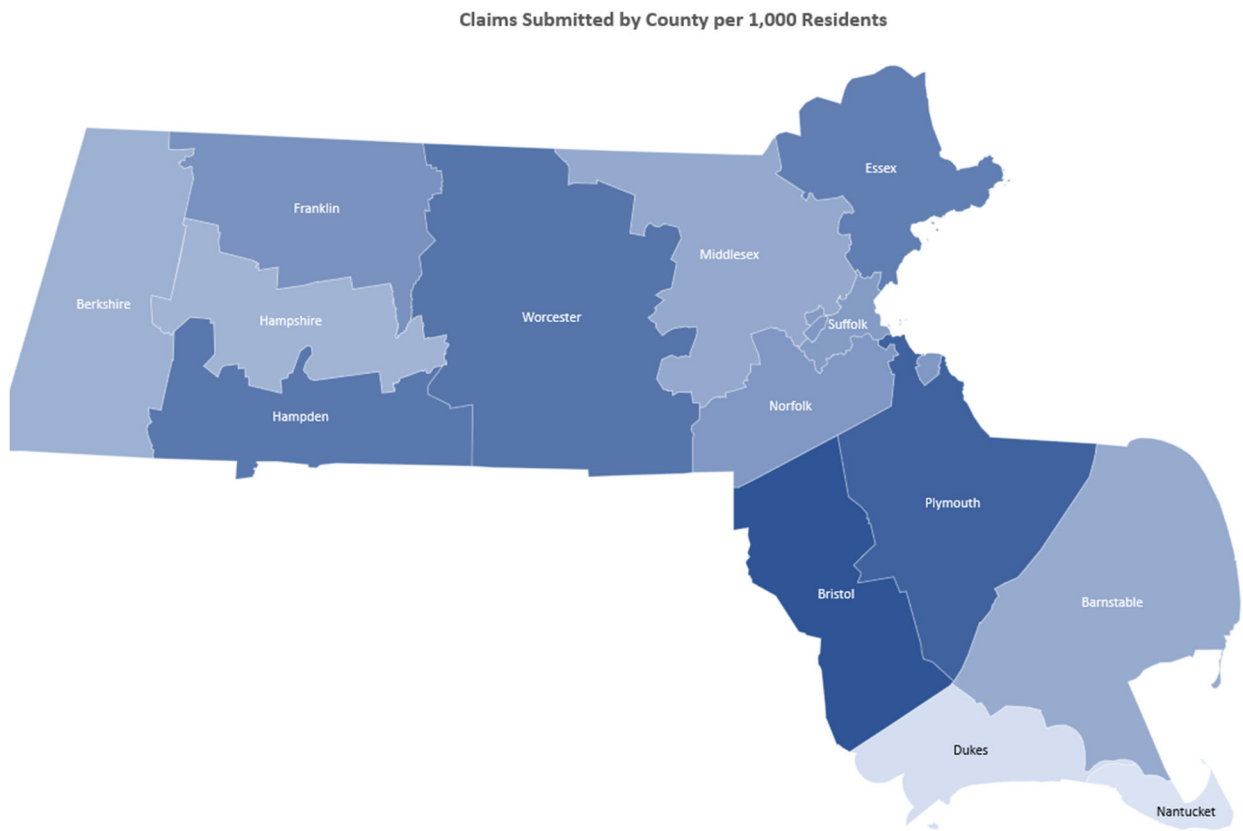 Claims Submitted by County per 1,000 Residents
Essex
Franklin
Middlesex
Berkshire
Worcester
Hampshire
Suffolk
Norfolk
Hampden
Plymouth
Bristol
Barnstable
Dukes
Nantucket